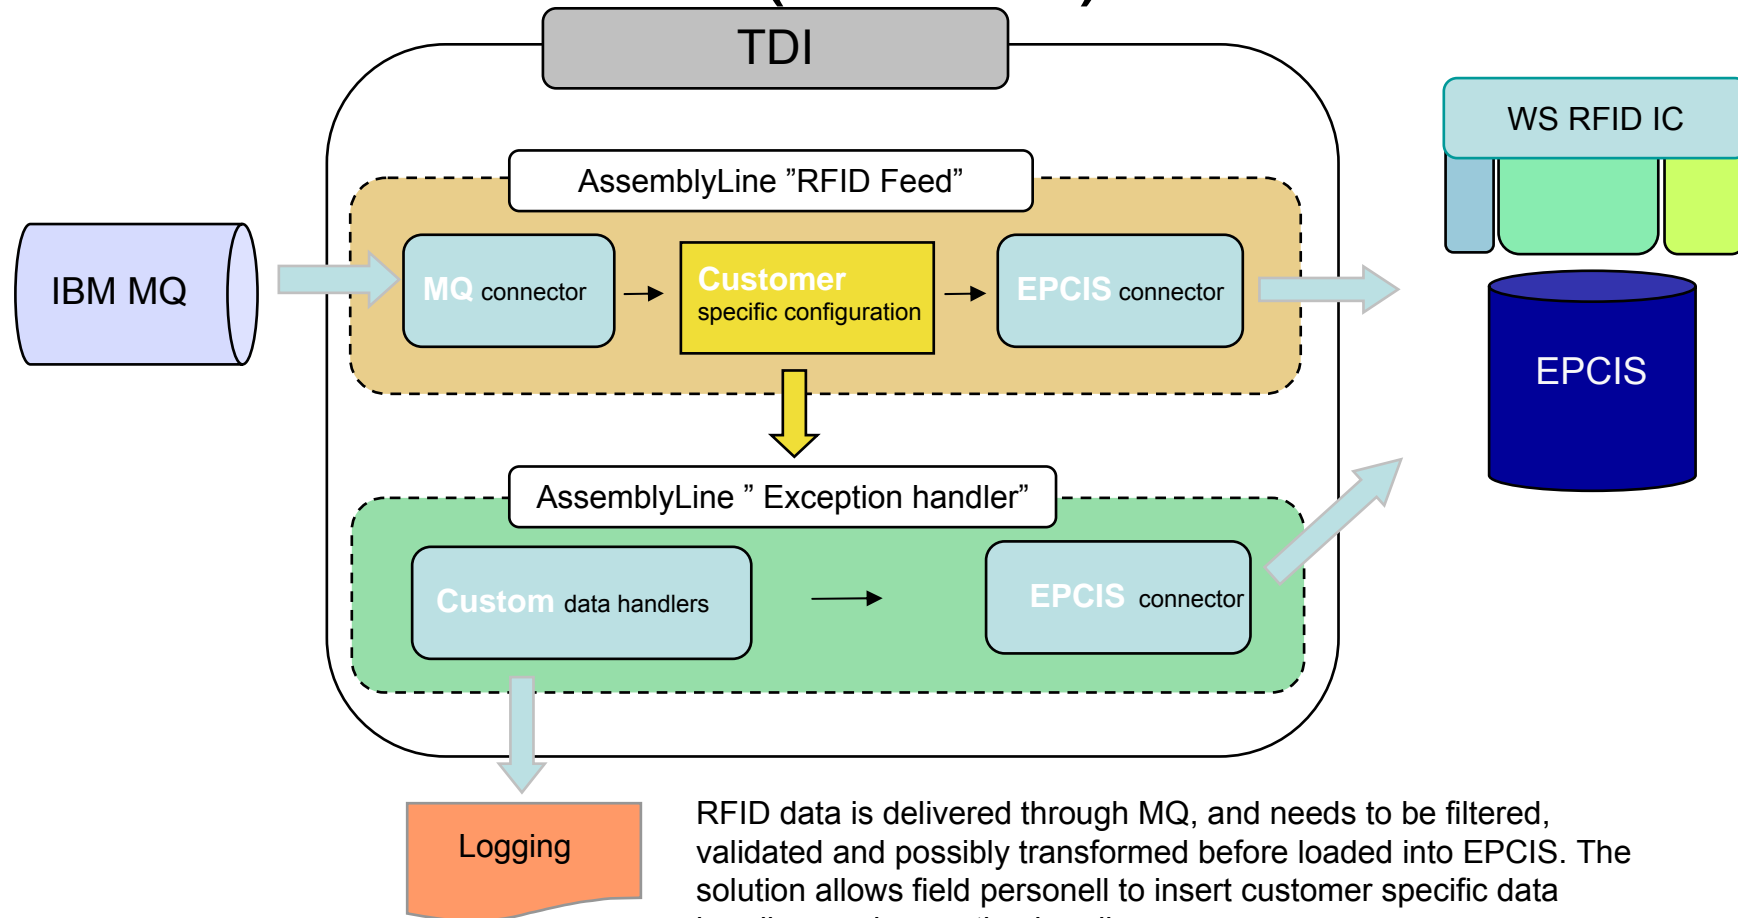 TDI
WS RFID IC
AssemblyLine ”RFID Feed”
IBM MQ
MQ connector
Customer
specific configuration
EPCIS connector
EPCIS
AssemblyLine ” Exception handler”
Custom data handlers
EPCIS connector
Logging
RFID data is delivered through MQ, and needs to be filtered,
validated and possibly transformed before loaded into EPCIS. The
solution allows field personell to insert customer specific data